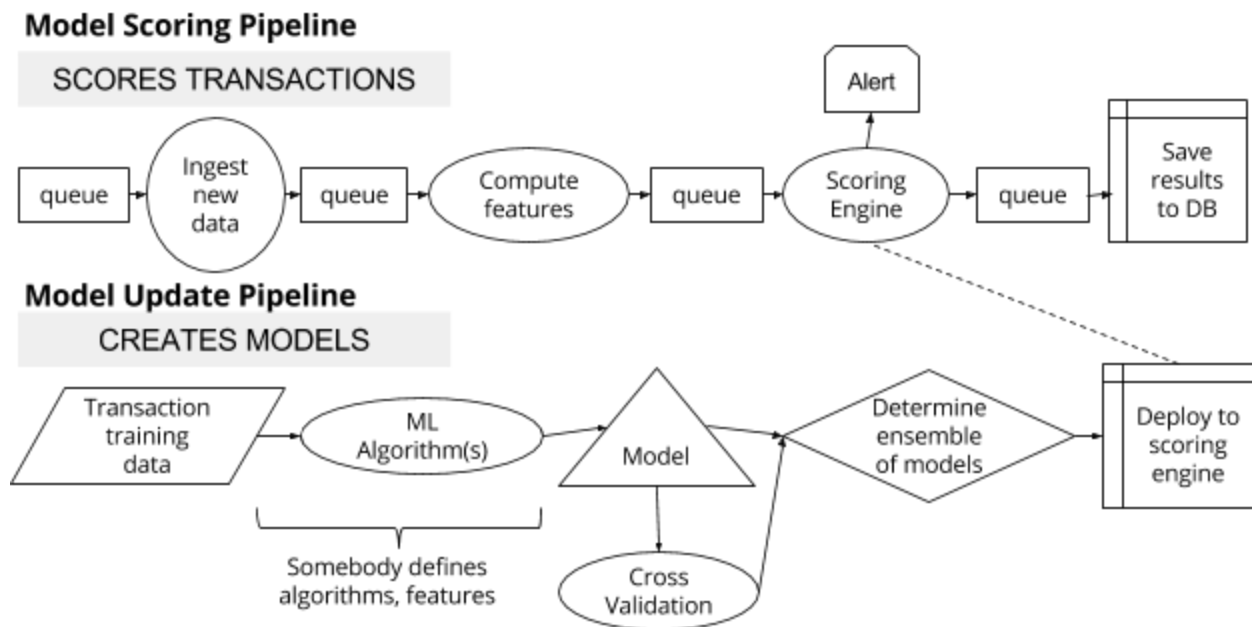 Model Scoring Pipeline
SCORES TRANSACTIONS
Alert
queue
Ingest
new
data
queue
Compute
features
queue
Scoring
Engine
queue
Save
results
to DB
Model Update Pipeline
CREATES MODELS
Transaction
training
data
ML
Algorithm(s)
Model
Determine
ensemble
of models
Deploy to
scoring
engine
Somebody defines
algorithms, features
Cross
Validation